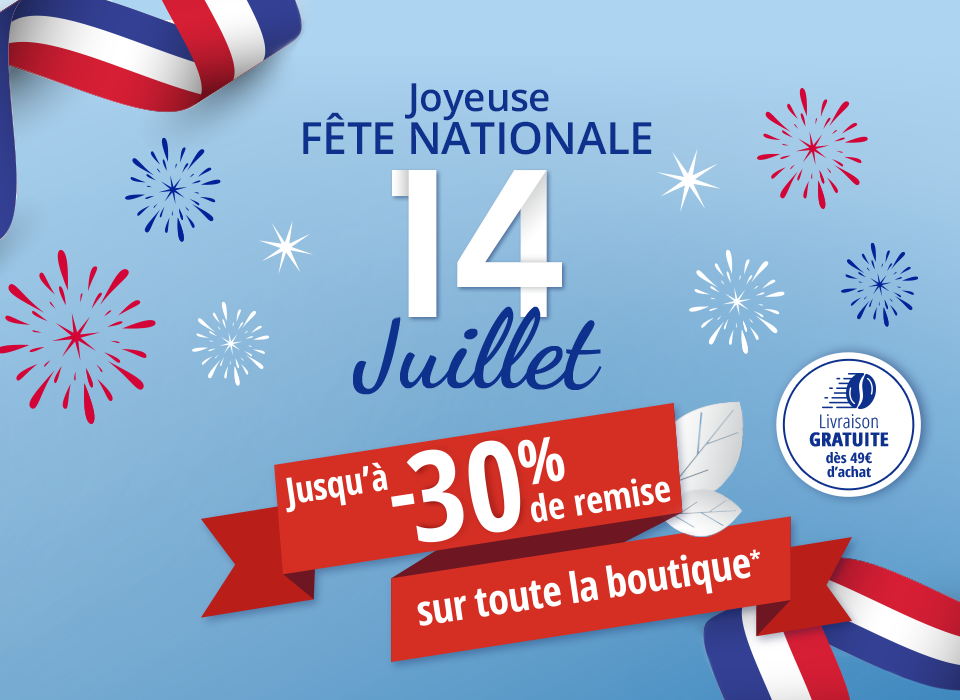 Joyeuse
FÊTE NATIONALE
14
Juillet
Jusqu'à -30% de remise
sur toute la boutique*
Livraison
GRATUITE
dès 49€
d'achat